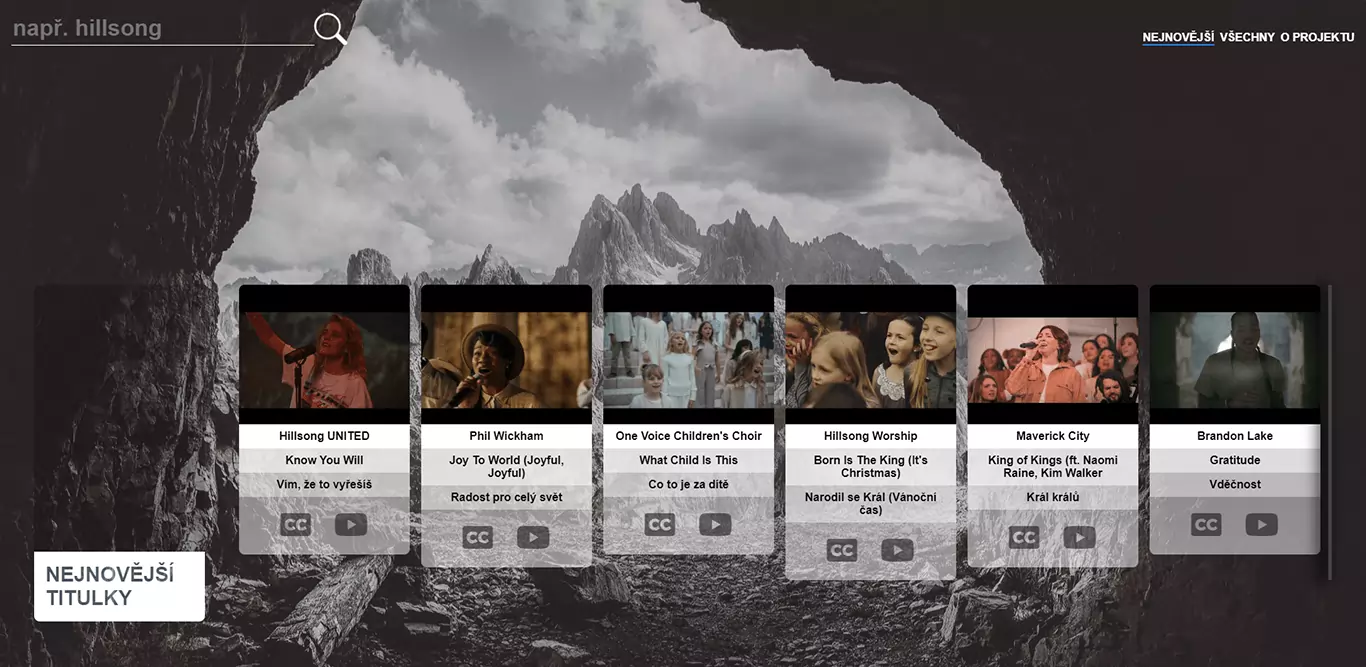 např. hillsong
NEJNOVĚJŠÍ VŠECHNY O PROJEKTU
Hillsong UNITED
Know You Will
Vím, že to vyřešíš
CC
Phil Wickham
Joy To World (Joyful,
Joyful)
Radost pro celý svět
CC
One Voice Children's Choir
What Child Is This
Co to je za dítě
CC
Hillsong Worship
Born Is The King (It's
Christmas)
Narodil se Král (Vánoční
čas)
CC
Maverick City
King of Kings (ft. Naomi
Raine, Kim Walker
Král králů
CC
Brandon Lake
Gratitude
Vděčnost
CC
NEJNOVĚJŠÍ
TITULKY